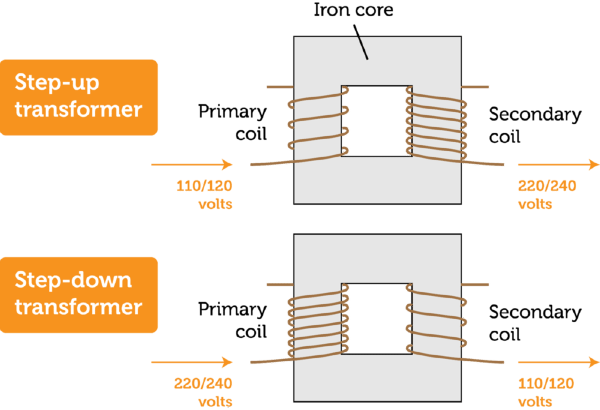 Iron core
Step-up
transformer
Primary
coil
Secondary
coil
110/120
volts
220/240
volts
Step-down
transformer
Primary
coil
Secondary
coil
220/240
volts
110/120
volts